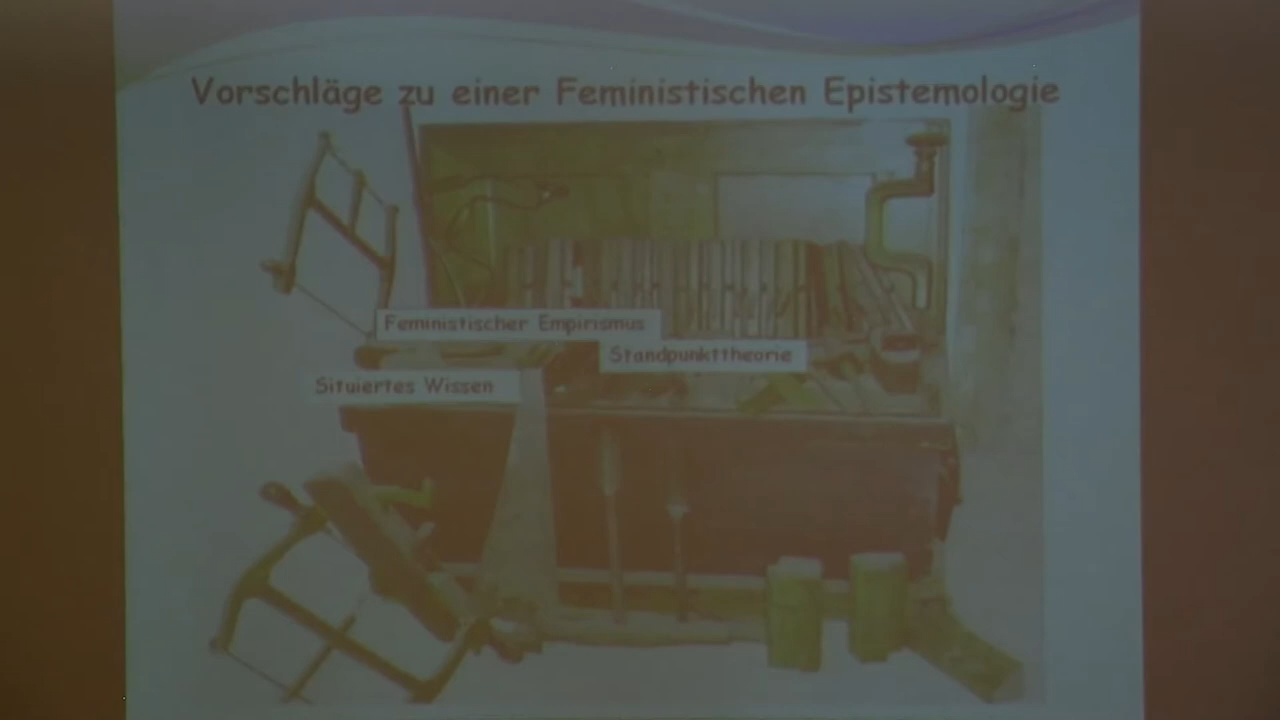 Vorschläge zu einer Feministischen Epistemologie
Feministischer Empirismus
Standpunkttheorie
Situiertes Wissen